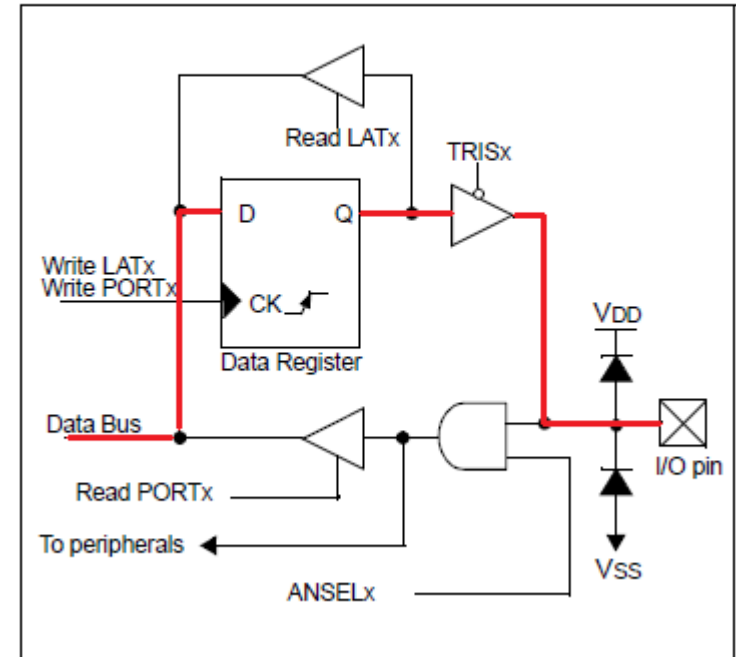 Read LATx
TRISx
D
Q
Write LATx
Write PORTx
CK
VDD
Data Register
Data Bus
I/O pin
Read PORTx
To peripherals
VSS
ANSELx